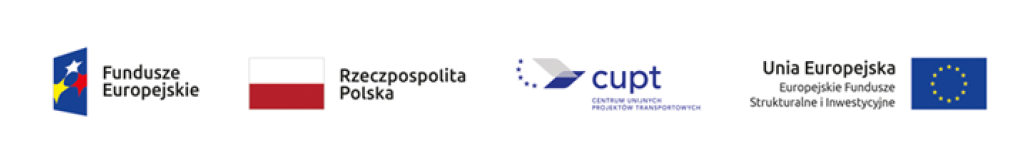 Fundusze
Europejskie
Rzeczpospolita
Polska
cupt
CENTRUM UNIJNYCH
PROJEKTÓW TRANSPORTOWYCH
Unia Europejska
Europejskie Fundusze
Strukturalne i Inwestycyjne